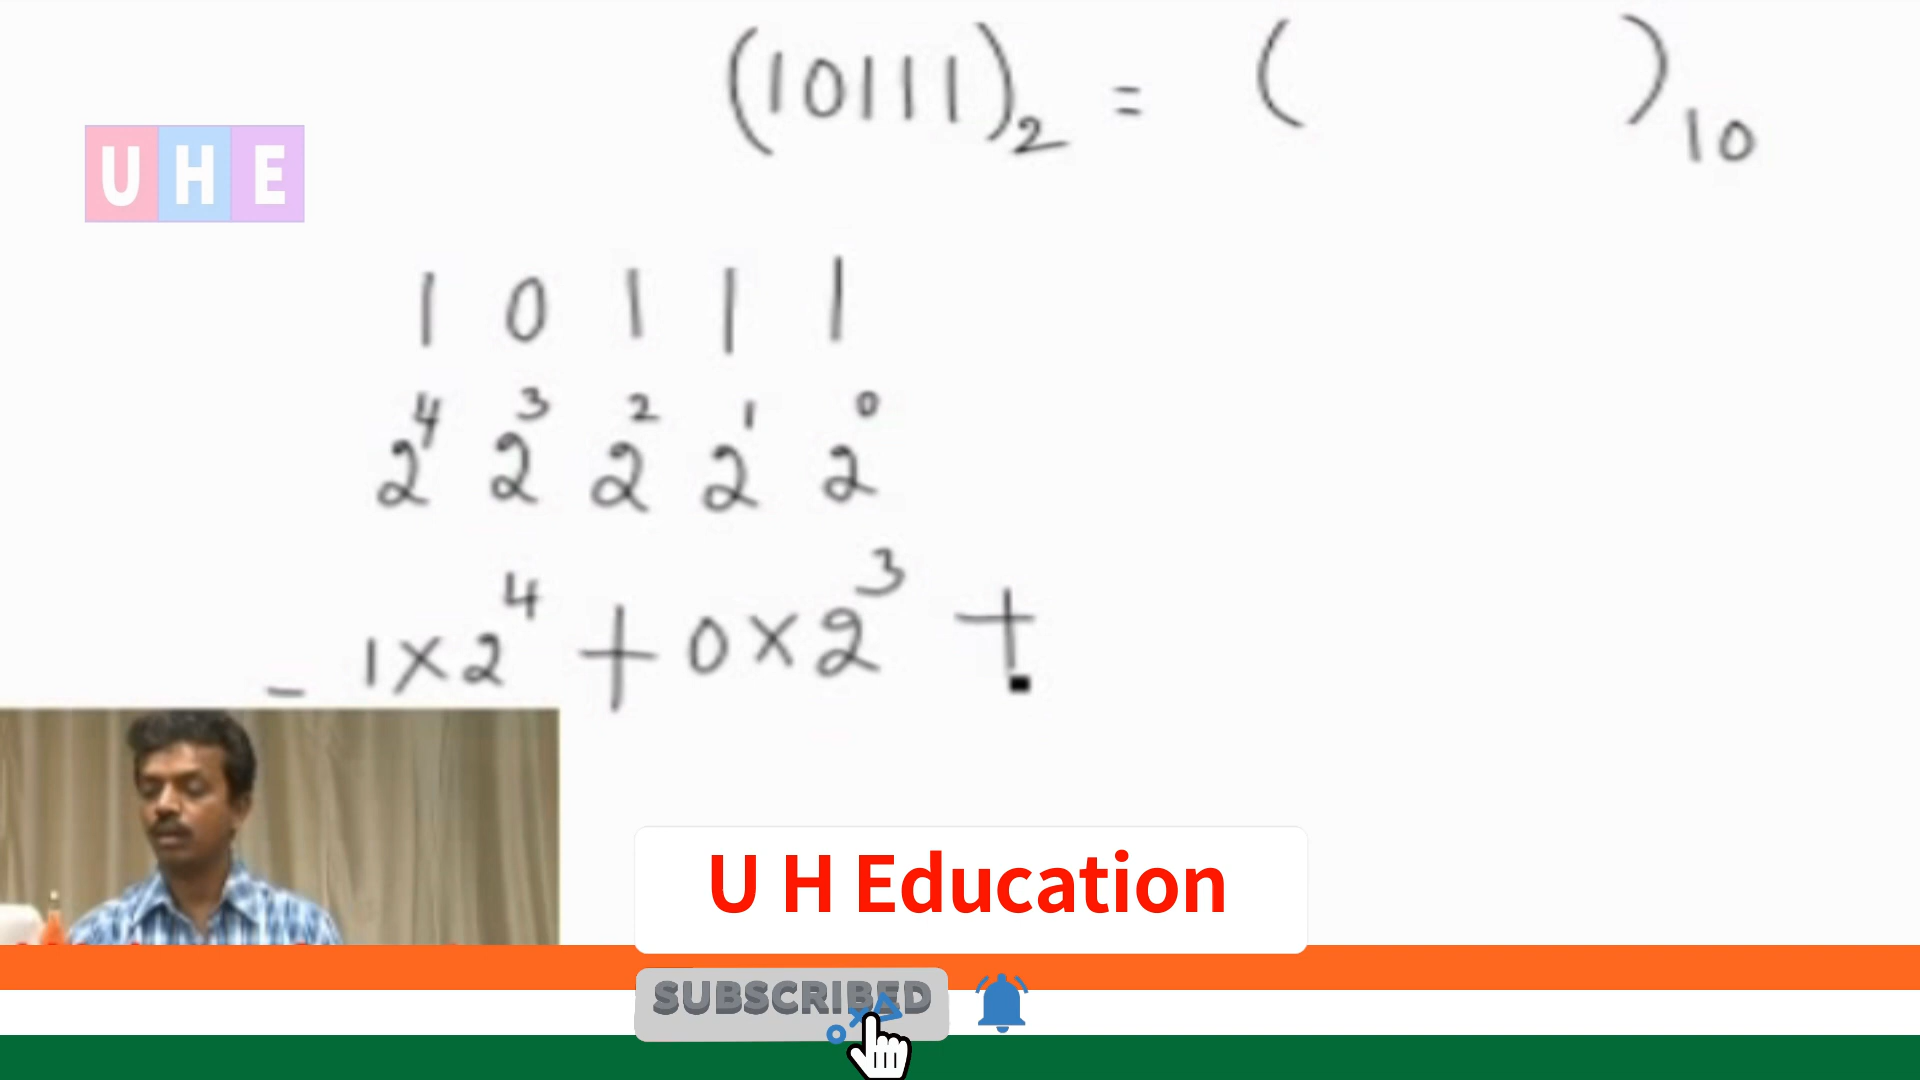 (10111)₂ = ( )₁₀
UHE
1 0 1 1 1
2⁴ 2³ 2² 2¹ 2⁰
- 1×2⁴ + 0×2³ +
U H Education
SUBSCRIBED